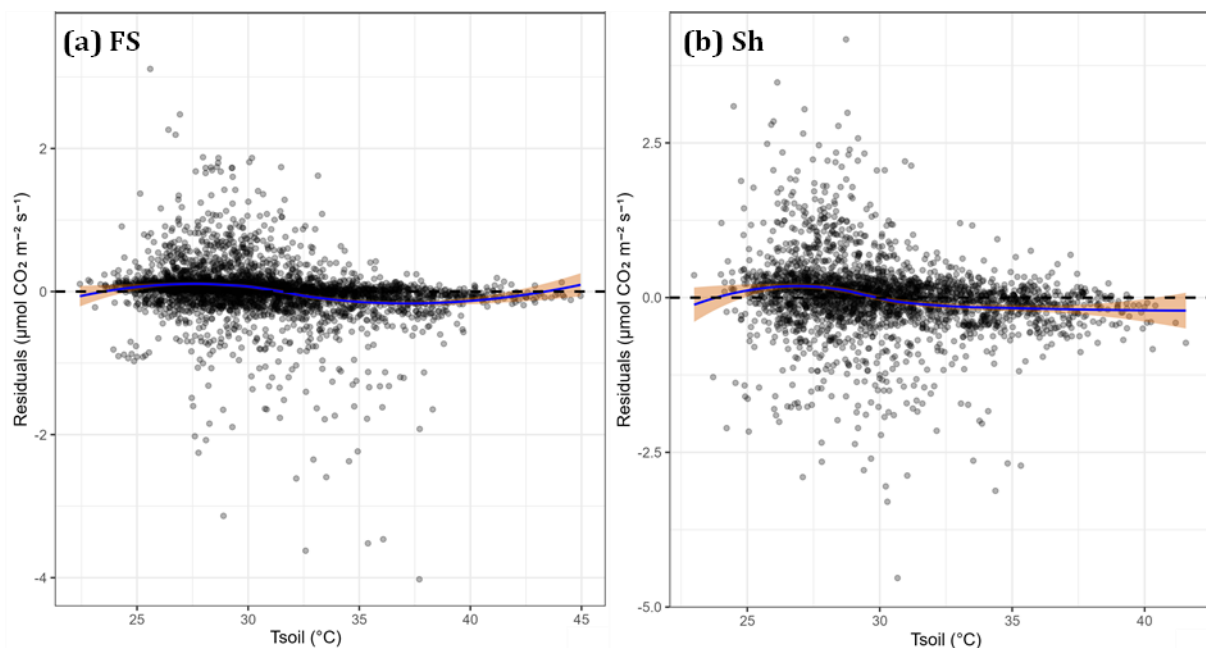 (a) FS
Residuals (μmol CO₂ m⁻² s⁻¹)
2
0
-2
-4
25
30
35
40
45
Tsoil (°C)
(b) Sh
Residuals (μmol CO₂ m⁻² s⁻¹)
2.5
0.0
-2.5
-5.0
25
30
35
40
Tsoil (°C)